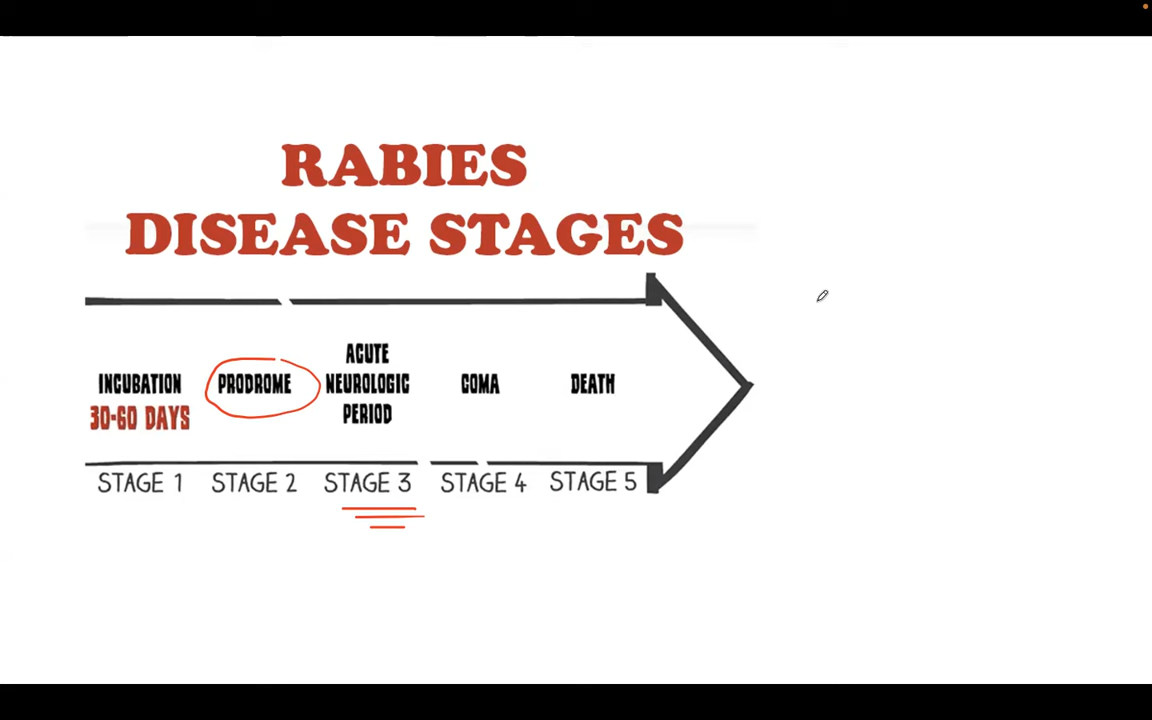 RABIES
DISEASE STAGES
INCUBATION
30-60 DAYS
PRODROME
ACUTE
NEUROLOGIC
PERIOD
COMA
DEATH
STAGE 1
STAGE 2
STAGE 3
STAGE 4
STAGE 5